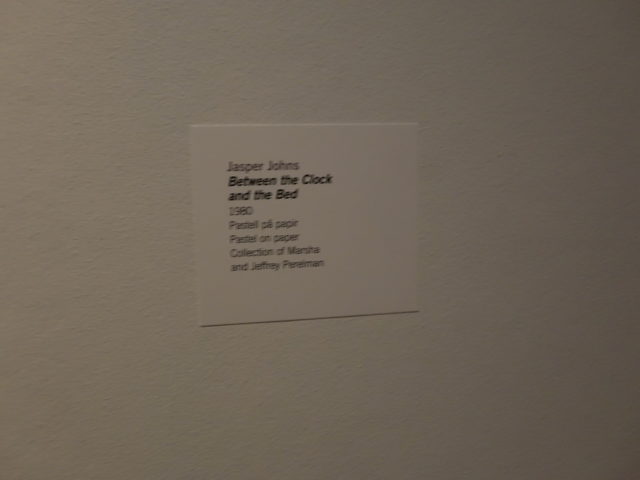 Jasper Johns
Between the Clock
and the Bed
1980
Pastell på papir
Pastel on paper
Collection of Marsha
and Jeffrey Perelman